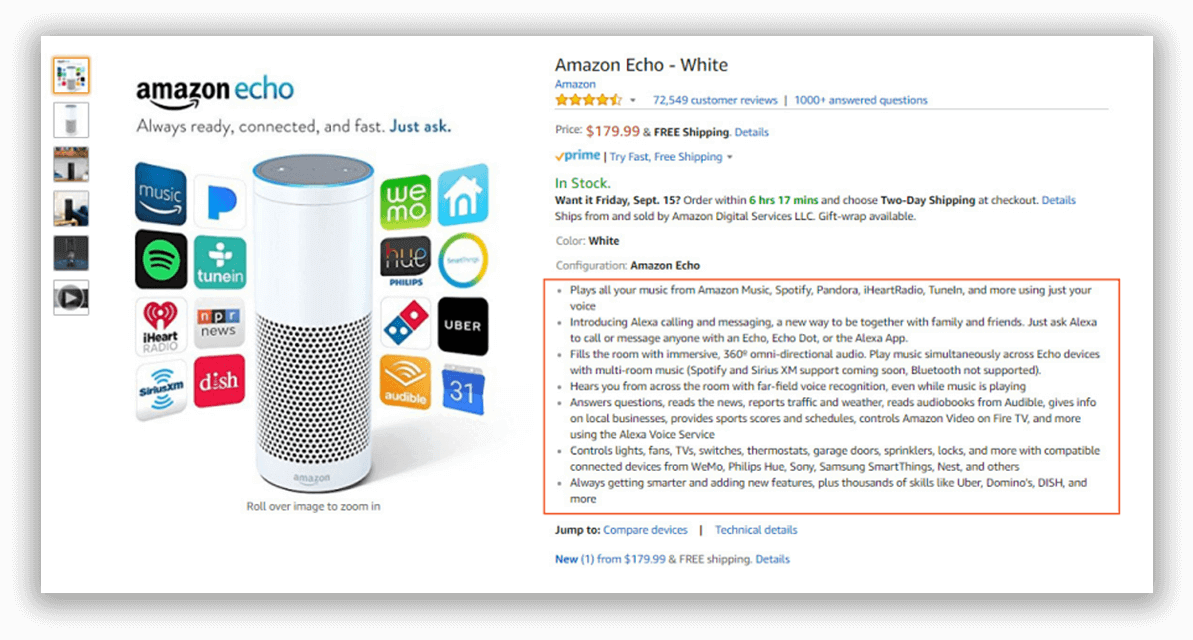 amazon echo
Always ready, connected, and fast. Just ask.
music
wemo
tunein
hue
PHILIPS
SmartThings
iHeart
RADIO
npr
news
UBER
SiriusXM
dish
audible
31
amazon
Roll over image to zoom in
Amazon Echo - White
Amazon
72,549 customer reviews | 1000+ answered questions
Price: $179.99 & FREE Shipping. Details
prime | Try Fast, Free Shipping
In Stock.
Want it Friday, Sept. 15? Order within 6 hrs 17 mins and choose Two-Day Shipping at checkout. Details
Ships from and sold by Amazon Digital Services LLC. Gift-wrap available.
Color: White
Configuration: Amazon Echo
• Plays all your music from Amazon Music, Spotify, Pandora, iHeartRadio, TuneIn, and more using just your
voice
• Introducing Alexa calling and messaging, a new way to be together with family and friends. Just ask Alexa
to call or message anyone with an Echo, Echo Dot, or the Alexa App.
• Fills the room with immersive, 360º omni-directional audio. Play music simultaneously across Echo devices
with multi-room music (Spotify and Sirius XM support coming soon, Bluetooth not supported).
• Hears you from across the room with far-field voice recognition, even while music is playing
• Answers questions, reads the news, reports traffic and weather, reads audiobooks from Audible, gives info
on local businesses, provides sports scores and schedules, controls Amazon Video on Fire TV, and more
using the Alexa Voice Service
• Controls lights, fans, TVs, switches, thermostats, garage doors, sprinklers, locks, and more with compatible
connected devices from WeMo, Philips Hue, Sony, Samsung SmartThings, Nest, and others
• Always getting smarter and adding new features, plus thousands of skills like Uber, Domino's, DISH, and
more
Jump to: Compare devices | Technical details
New (1) from $179.99 & FREE shipping. Details